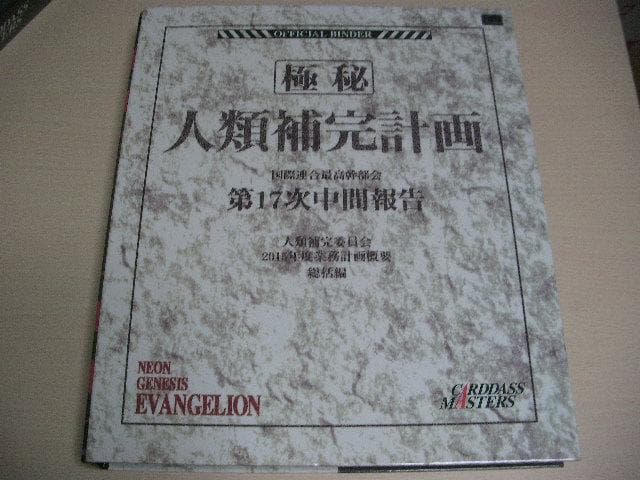 OFFICIAL BINDER
極秘
人類補完計画
国際連合最高幹部会
第17次中間報告
人類補完委員会
2015年度業務計画概要
総括編
NEON
GENESIS
EVANGELION
CARDDASS
MASTERS